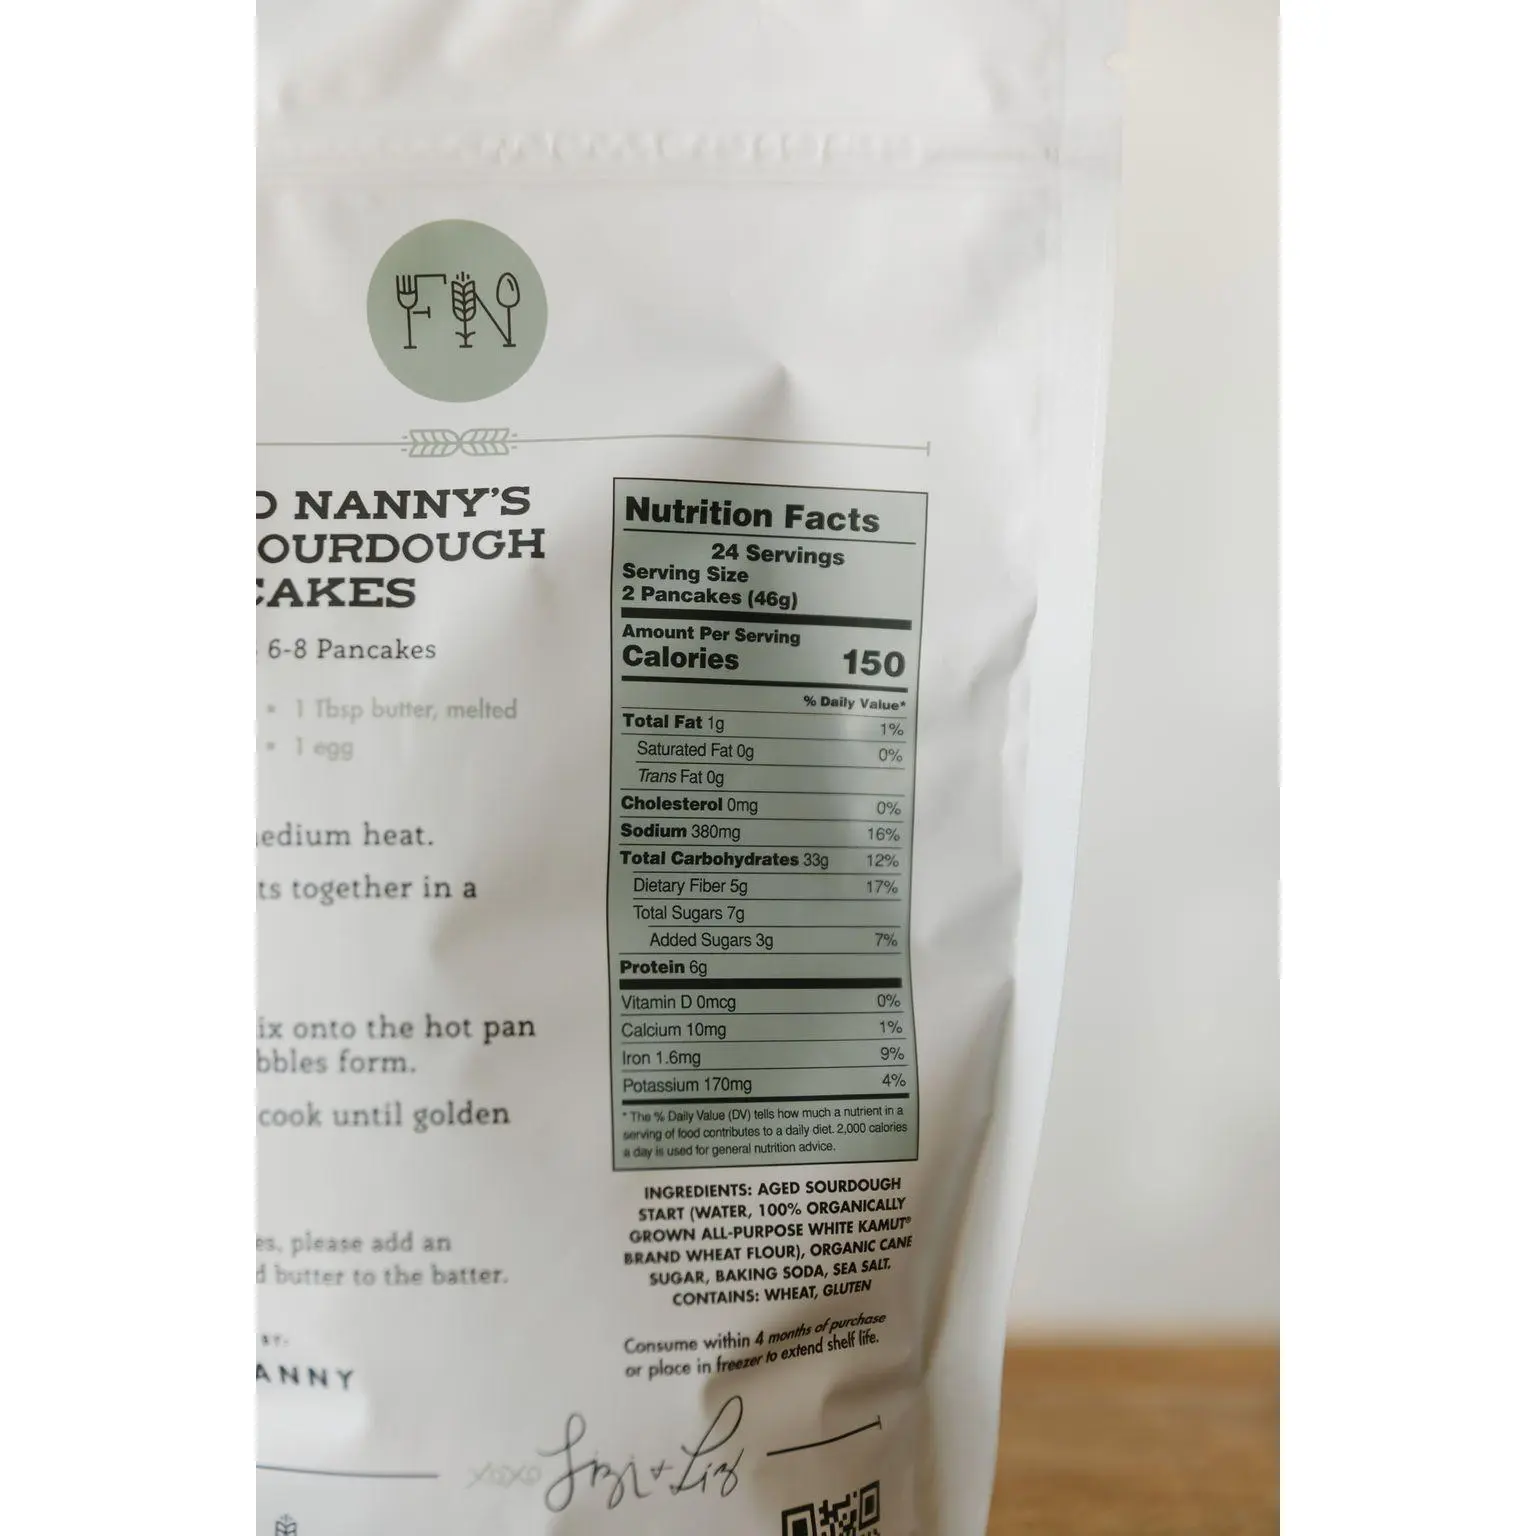 FN
D NANNY'S
OURDOUGH
CAKES
6-8 Pancakes
• 1 Tbsp butter, melted
• 1 egg
edium heat.
ts together in a
ix onto the hot pan
bbles form.
cook until golden
es, please add an
d butter to the batter.
BY:
ANNY
Nutrition Facts
24 Servings
Serving Size
2 Pancakes (46g)
Amount Per Serving
Calories 150
% Daily Value*
Total Fat 1g 1%
Saturated Fat 0g 0%
Trans Fat 0g
Cholesterol 0mg 0%
Sodium 380mg 16%
Total Carbohydrates 33g 12%
Dietary Fiber 5g 17%
Total Sugars 7g
Added Sugars 3g 7%
Protein 6g
Vitamin D 0mcg 0%
Calcium 10mg 1%
Iron 1.6mg 9%
Potassium 170mg 4%
* The % Daily Value (DV) tells how much a nutrient in a
serving of food contributes to a daily diet. 2,000 calories
a day is used for general nutrition advice.
INGREDIENTS: AGED SOURDOUGH
START (WATER, 100% ORGANICALLY
GROWN ALL-PURPOSE WHITE KAMUT®
BRAND WHEAT FLOUR), ORGANIC CANE
SUGAR, BAKING SODA, SEA SALT.
CONTAINS: WHEAT, GLUTEN
Consume within 4 months of purchase
or place in freezer to extend shelf life.
xoxo Lizi + Liz